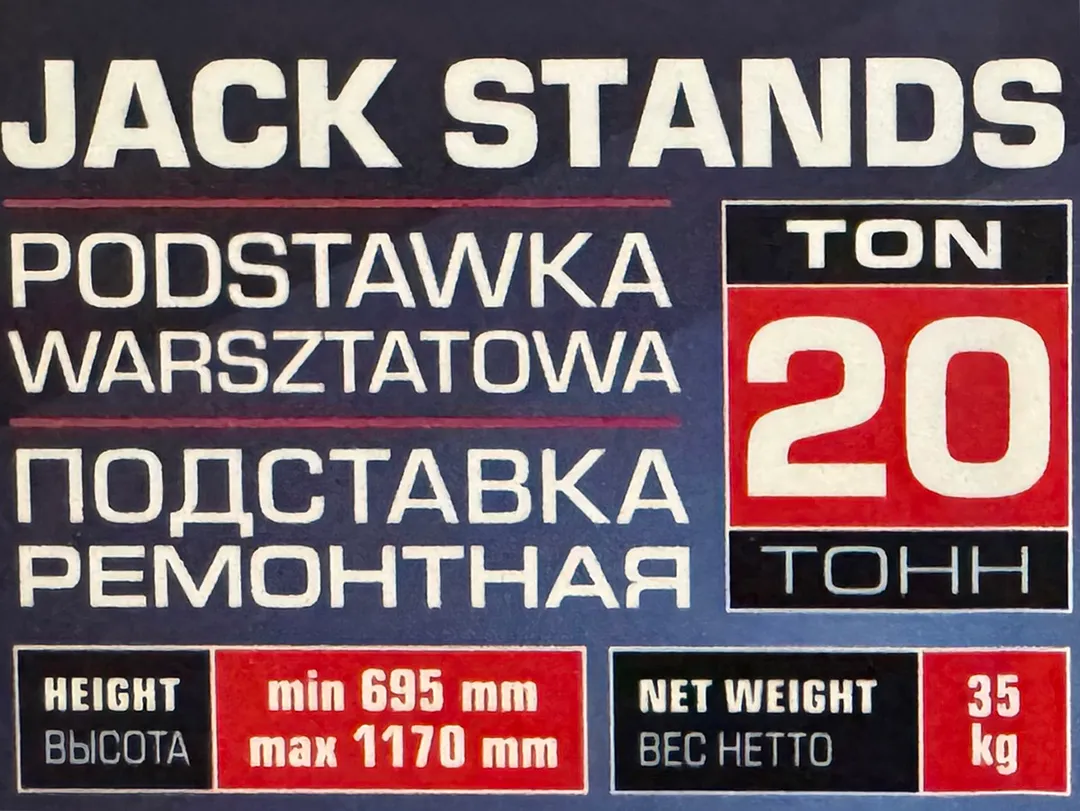 JACK STANDS
PODSTAWKA
WARSZTATOWA
ПОДСТАВКА
РЕМОНТНАЯ
TON
20
ТОНН
HEIGHT
ВЫСОТА
min 695 mm
max 1170 mm
NET WEIGHT
ВЕС НЕТТО
35
kg